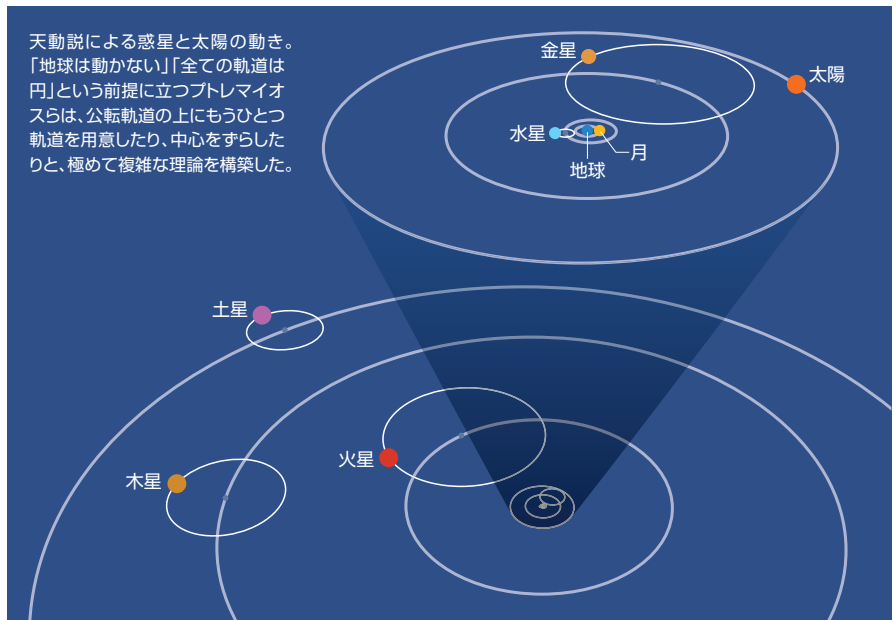 天動説による惑星と太陽の動き。
「地球は動かない」「全ての軌道は
円」という前提に立つプトレマイオ
スらは、公転軌道の上にもうひとつ
軌道を用意したり、中心をずらした
りと、極めて複雑な理論を構築した。
金星
太陽
水星
月
地球
土星
火星
木星